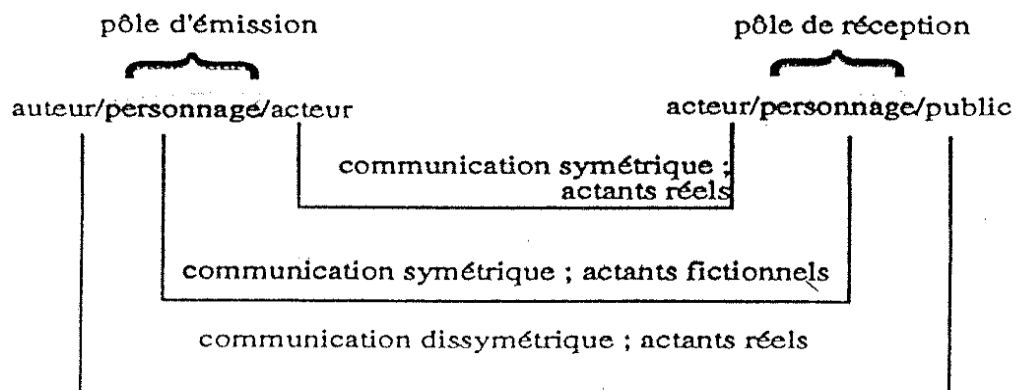 pôle d'émission
pôle de réception
auteur/personnage/acteur
acteur/personnage/public
communication symétrique ;
actants réels
communication symétrique ; actants fictionnels
communication dissymétrique ; actants réels